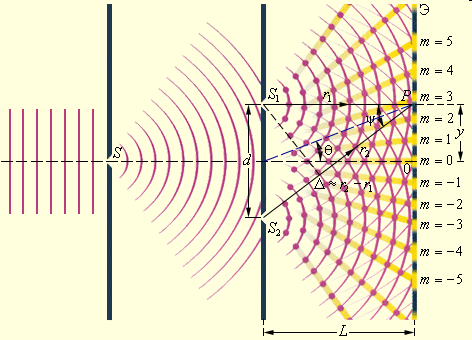 Э
m = 5
m = 4
S₁ r₁ P m = 3
ψ m = 2
y
m = 1
S d θ
0 m = 0
r₂
Δ ≈ r₂ − r₁ m = −1
m = −2
S₂ m = −3
m = −4
m = −5
L